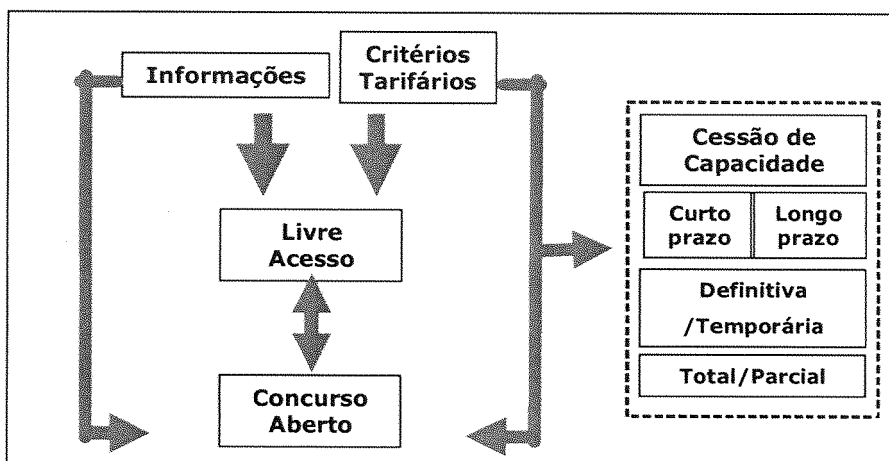 Informações
Critérios
Tarifários
Livre
Acesso
Concurso
Aberto
Cessão de
Capacidade
Curto
prazo
Longo
prazo
Definitiva
/Temporária
Total/Parcial